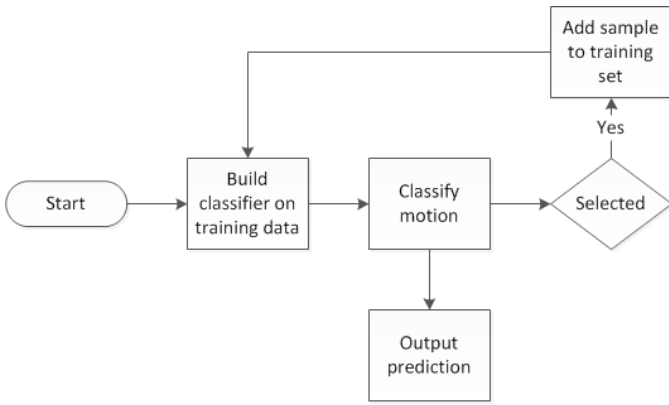 Add sample
to training
set
Yes
Start
Build
classifier on
training data
Classify
motion
Selected
Output
prediction